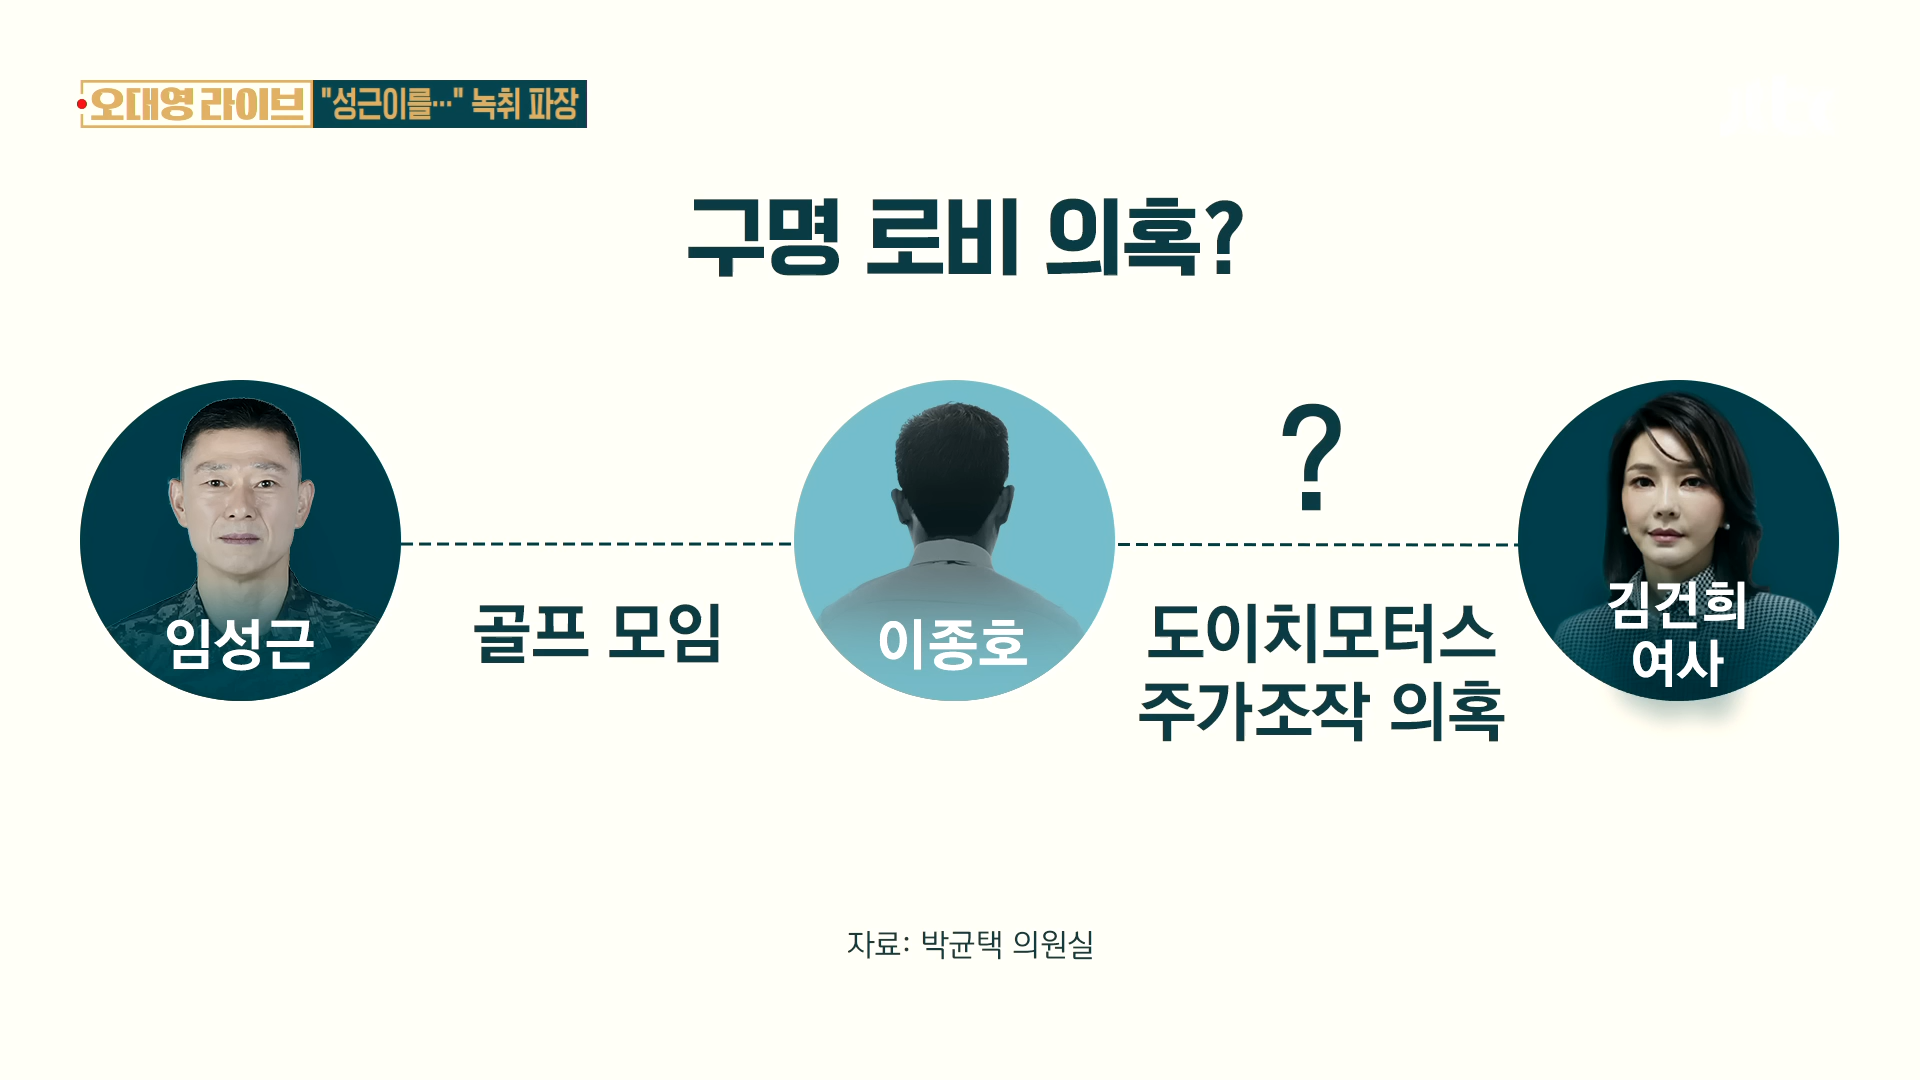 오대영 라이브
"성근이를…" 녹취 파장
구명 로비 의혹?
?
임성근
골프 모임
이종호
도이치모터스
주가조작 의혹
김건희
여사
자료: 박균택 의원실